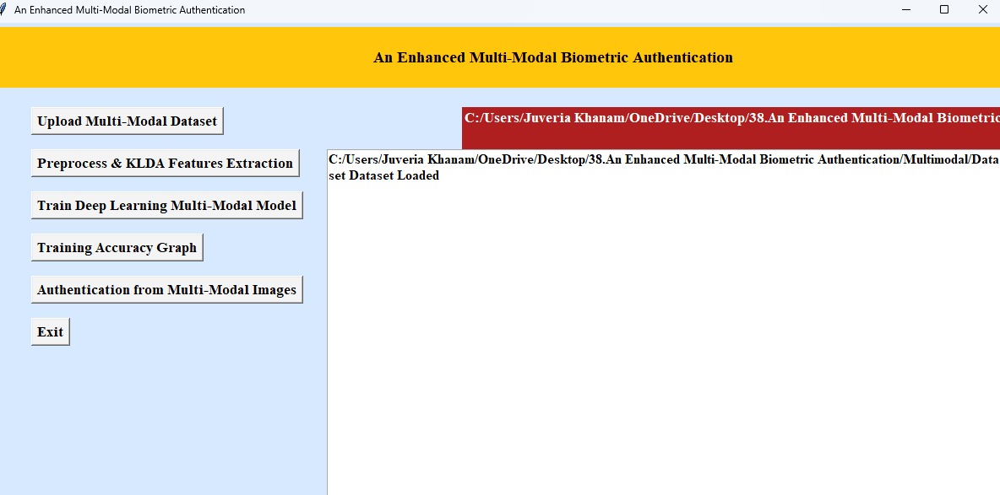 An Enhanced Multi-Modal Biometric Authentication
An Enhanced Multi-Modal Biometric Authentication
Upload Multi-Modal Dataset
C:/Users/Juveria Khanam/OneDrive/Desktop/38.An Enhanced Multi-Modal Biometric
Preprocess & KLDA Features Extraction
C:/Users/Juveria Khanam/OneDrive/Desktop/38.An Enhanced Multi-Modal Biometric Authentication/Multimodal/Data
set Dataset Loaded
Train Deep Learning Multi-Modal Model
Training Accuracy Graph
Authentication from Multi-Modal Images
Exit